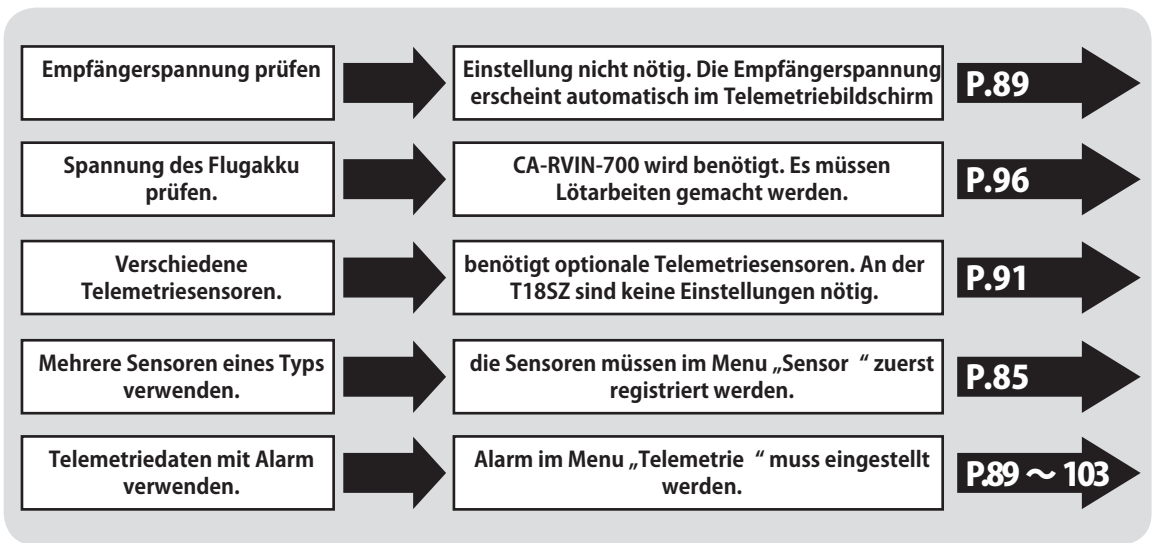 Empfängerspannung prüfen
Einstellung nicht nötig. Die Empfängerspannung
erscheint automatisch im Telemetriebildschirm
P.89
Spannung des Flugakku
prüfen.
CA-RVIN-700 wird benötigt. Es müssen
Lötarbeiten gemacht werden.
P.96
Verschiedene
Telemetriesensoren.
benötigt optionale Telemetriesensoren. An der
T18SZ sind keine Einstellungen nötig.
P.91
Mehrere Sensoren eines Typs
verwenden.
die Sensoren müssen im Menu „Sensor “ zuerst
registriert werden.
P.85
Telemetriedaten mit Alarm
verwenden.
Alarm im Menu „Telemetrie “ muss eingestellt
werden.
P.89 ～ 103